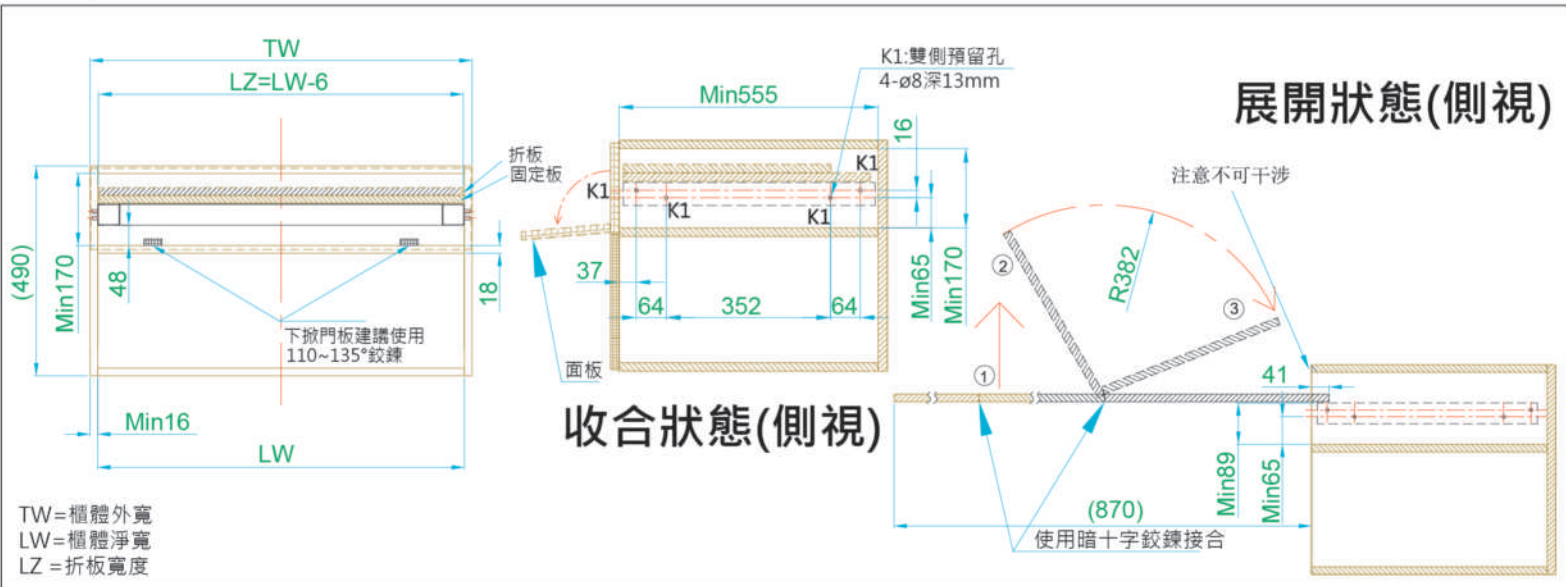 TW
LZ=LW-6
折板
固定板
(490)
Min170
48
18
下掀門板建議使用
110~135°鉸鍊
Min16
LW
TW=櫃體外寬
LW=櫃體淨寬
LZ =折板寬度
K1:雙側預留孔
4-ø8深13mm
Min555
16
K1
K1
K1
K1
37
64
352
64
Min65
Min170
面板
收合狀態(側視)
展開狀態(側視)
注意不可干涉
R382
②
③
①
41
Min89
Min65
(870)
使用暗十字鉸鍊接合